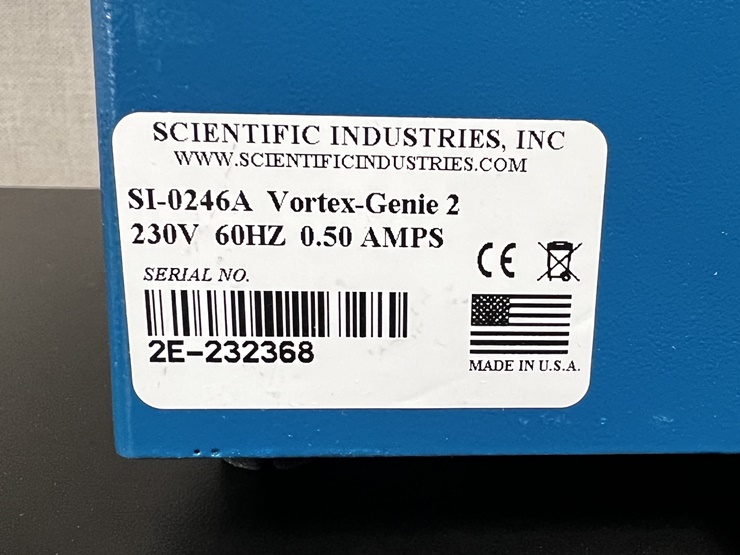 SCIENTIFIC INDUSTRIES, INC
WWW.SCIENTIFICINDUSTRIES.COM
SI-0246A Vortex-Genie 2
230V 60HZ 0.50 AMPS
SERIAL NO.
2E-232368
CE
MADE IN U.S.A.